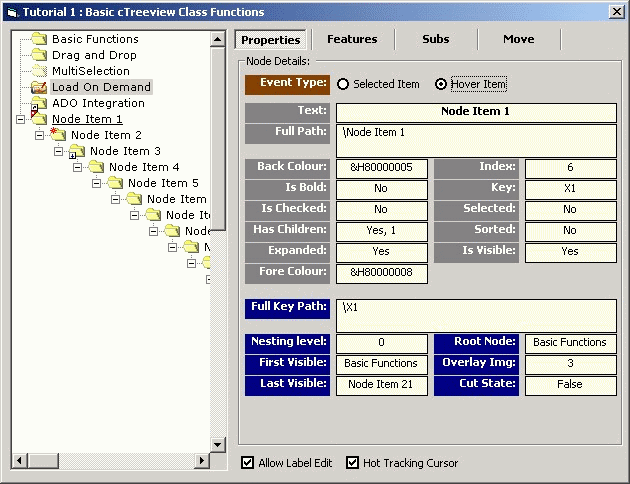 Tutorial 1 : Basic cTreeview Class Functions
Basic Functions
Drag and Drop
MultiSelection
Load On Demand
ADO Integration
Node Item 1
Node Item 2
Node Item 3
Node Item 4
Node Item 5
Node Item
Node Ite
Node
N
Properties Features Subs Move
Node Details:
Event Type: Selected Item Hover Item
Text: Node Item 1
Full Path: \Node Item 1
Back Colour: &H80000005 Index: 6
Is Bold: No Key: X1
Is Checked: No Selected: No
Has Children: Yes, 1 Sorted: No
Expanded: Yes Is Visible: Yes
Fore Colour: &H80000008
Full Key Path: \X1
Nesting level: 0 Root Node: Basic Functions
First Visible: Basic Functions Overlay Img: 3
Last Visible: Node Item 21 Cut State: False
Allow Label Edit Hot Tracking Cursor